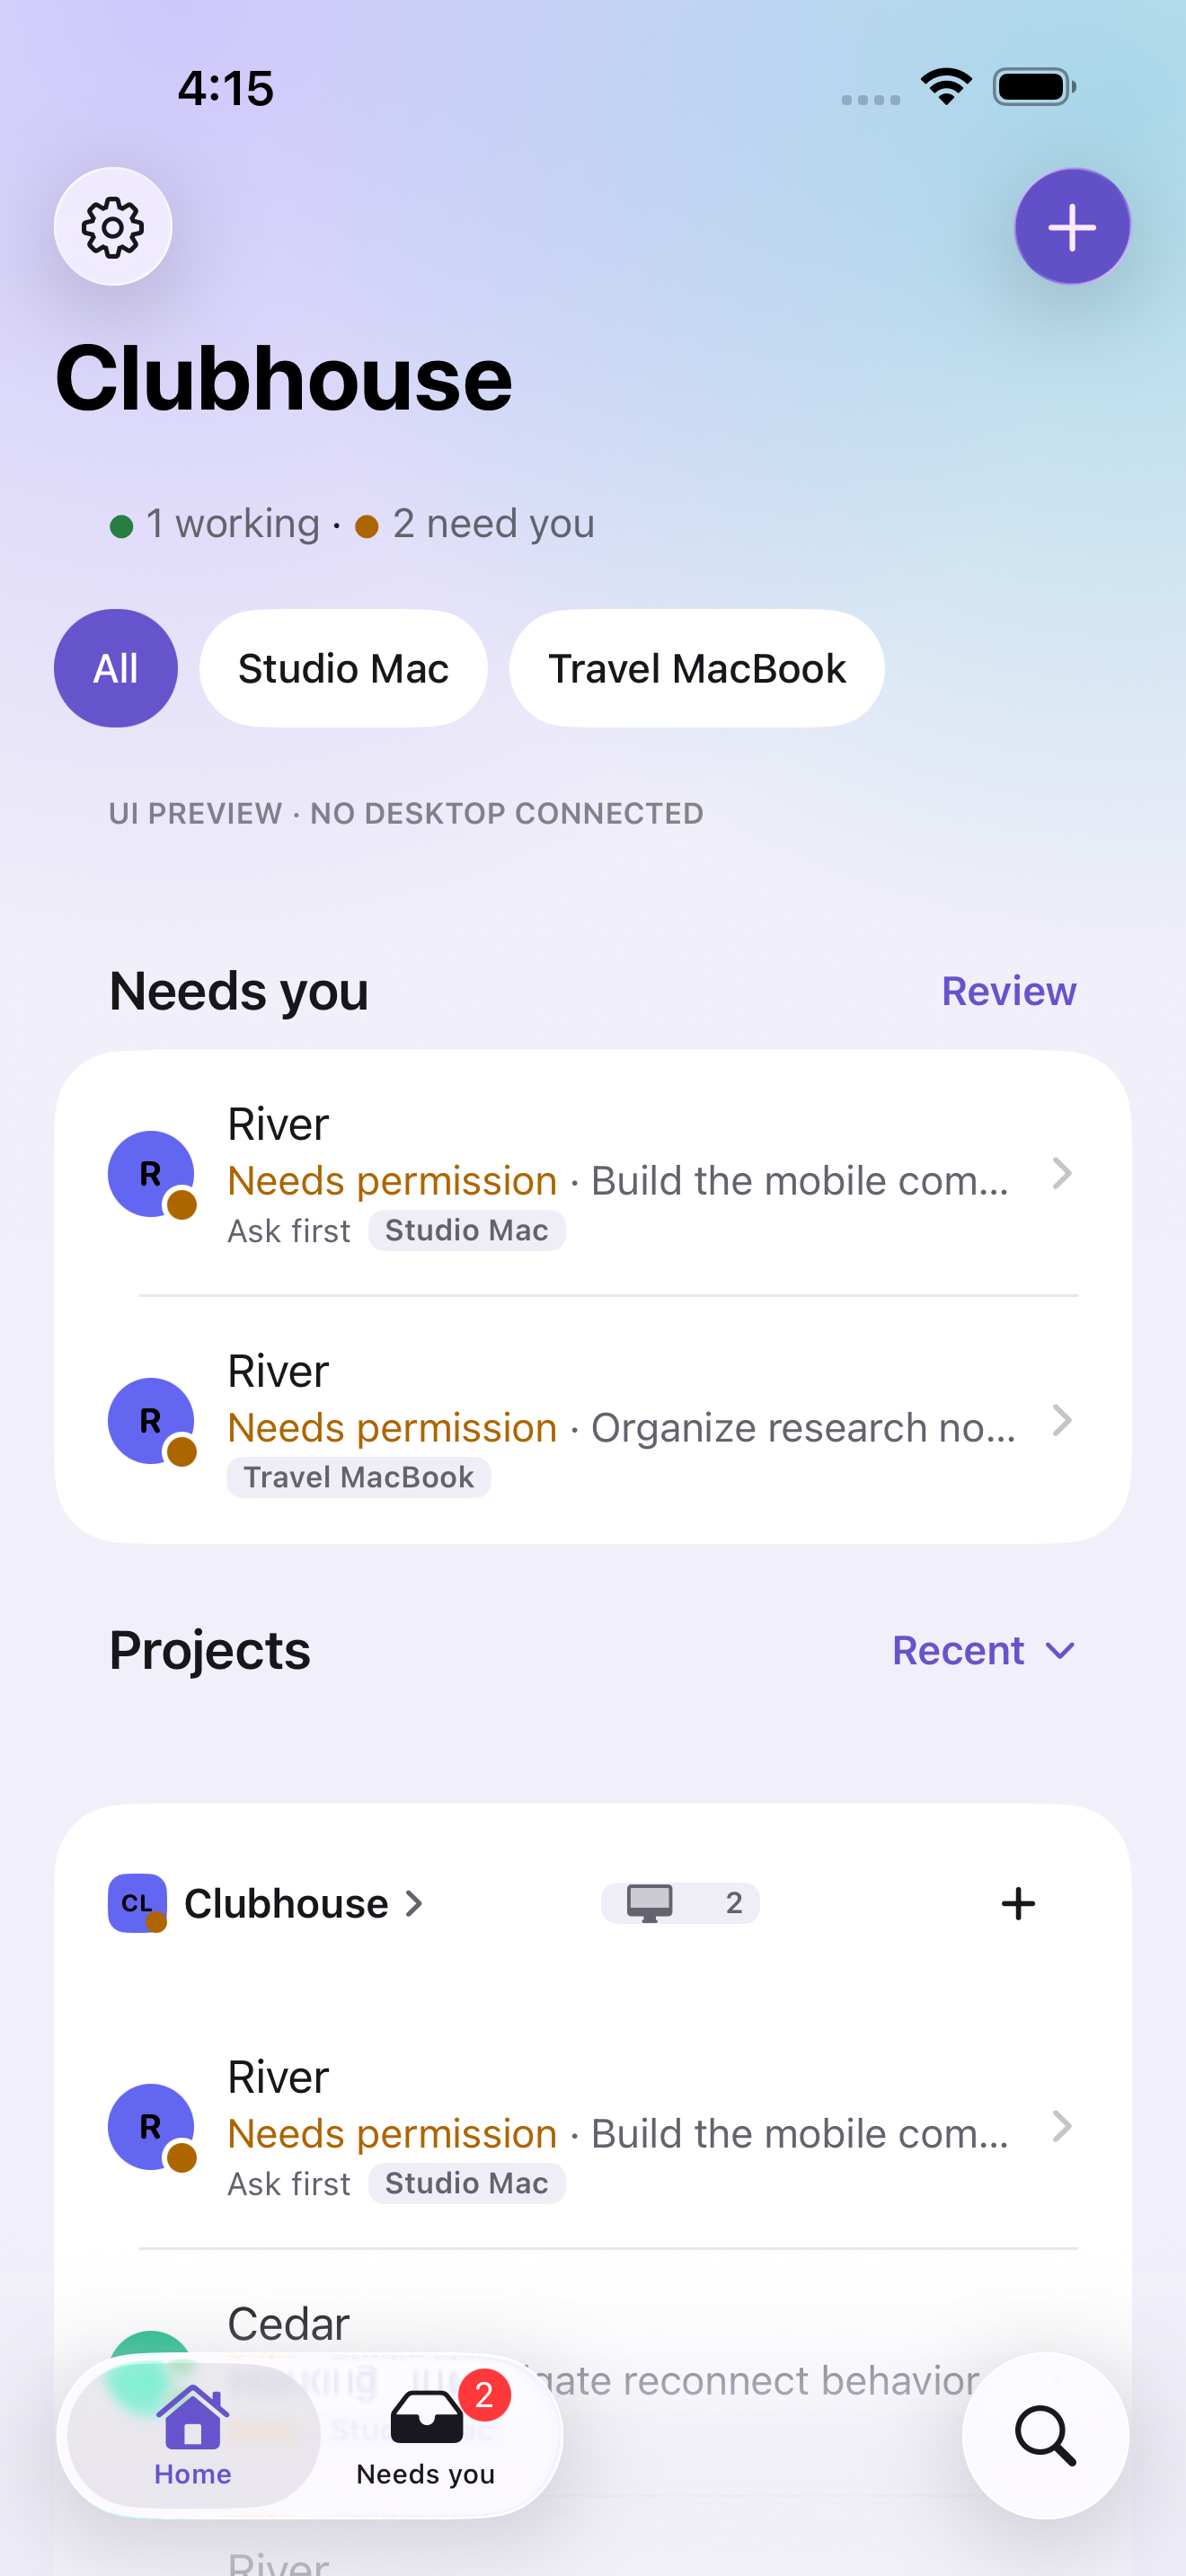 4:15
Clubhouse
1 working · 2 need you
All
Studio Mac
Travel MacBook
UI PREVIEW · NO DESKTOP CONNECTED
Needs you
Review
R
River
Needs permission · Build the mobile com...
Ask first Studio Mac
R
River
Needs permission · Organize research no...
Travel MacBook
Projects
Recent
CL Clubhouse
2
R
River
Needs permission · Build the mobile com...
Ask first Studio Mac
Cedar
gate reconnect behavior
2
Home
Needs you
River